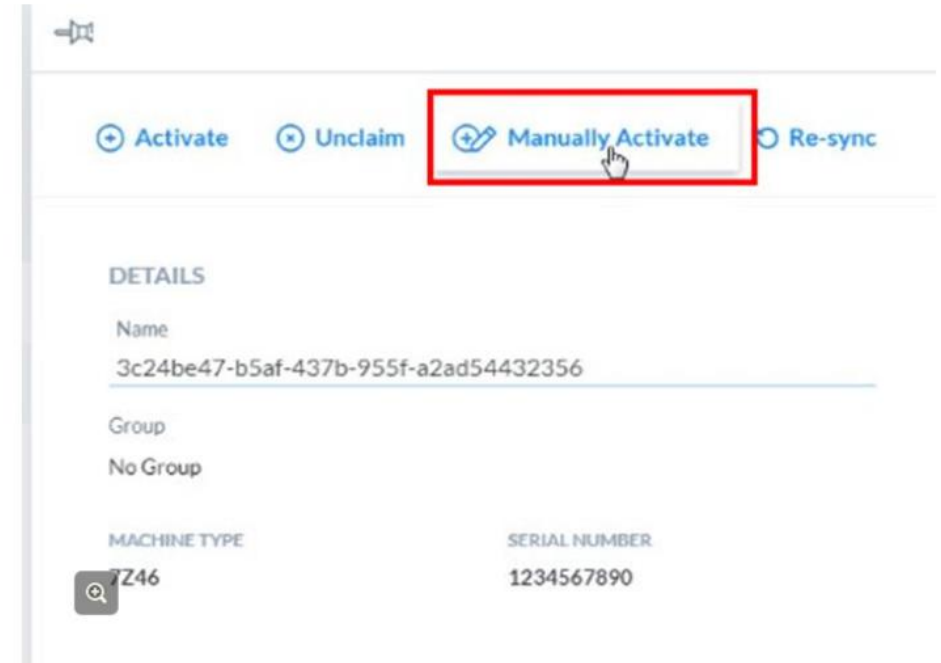 Activate Unclaim Manually Activate Re-sync
DETAILS
Name
3c24be47-b5af-437b-955f-a2ad54432356
Group
No Group
MACHINE TYPE SERIAL NUMBER
7Z46 1234567890